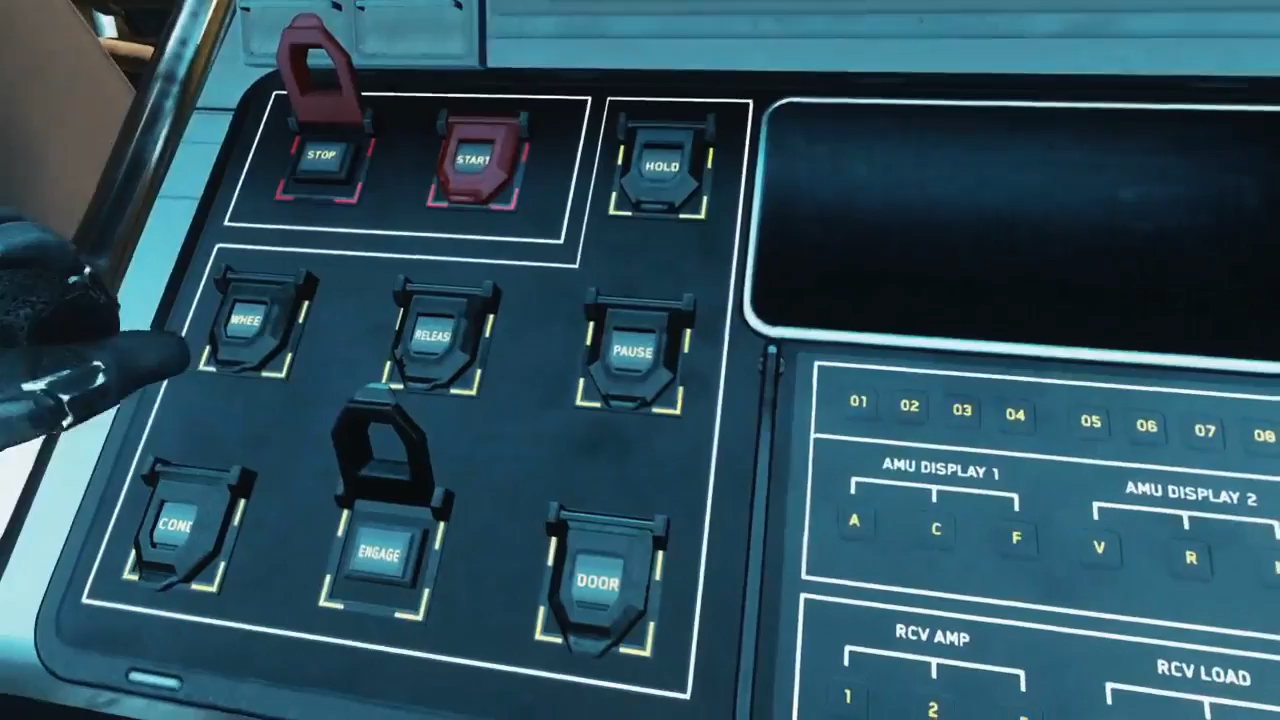 STOP
START
HOLD
WHEE
RELEAS
PAUSE
COND
ENGAGE
DOOR
01 02 03 04 05 06 07 08
AMU DISPLAY 1
A C F
AMU DISPLAY 2
V R
RCV AMP
1 2
RCV LOAD